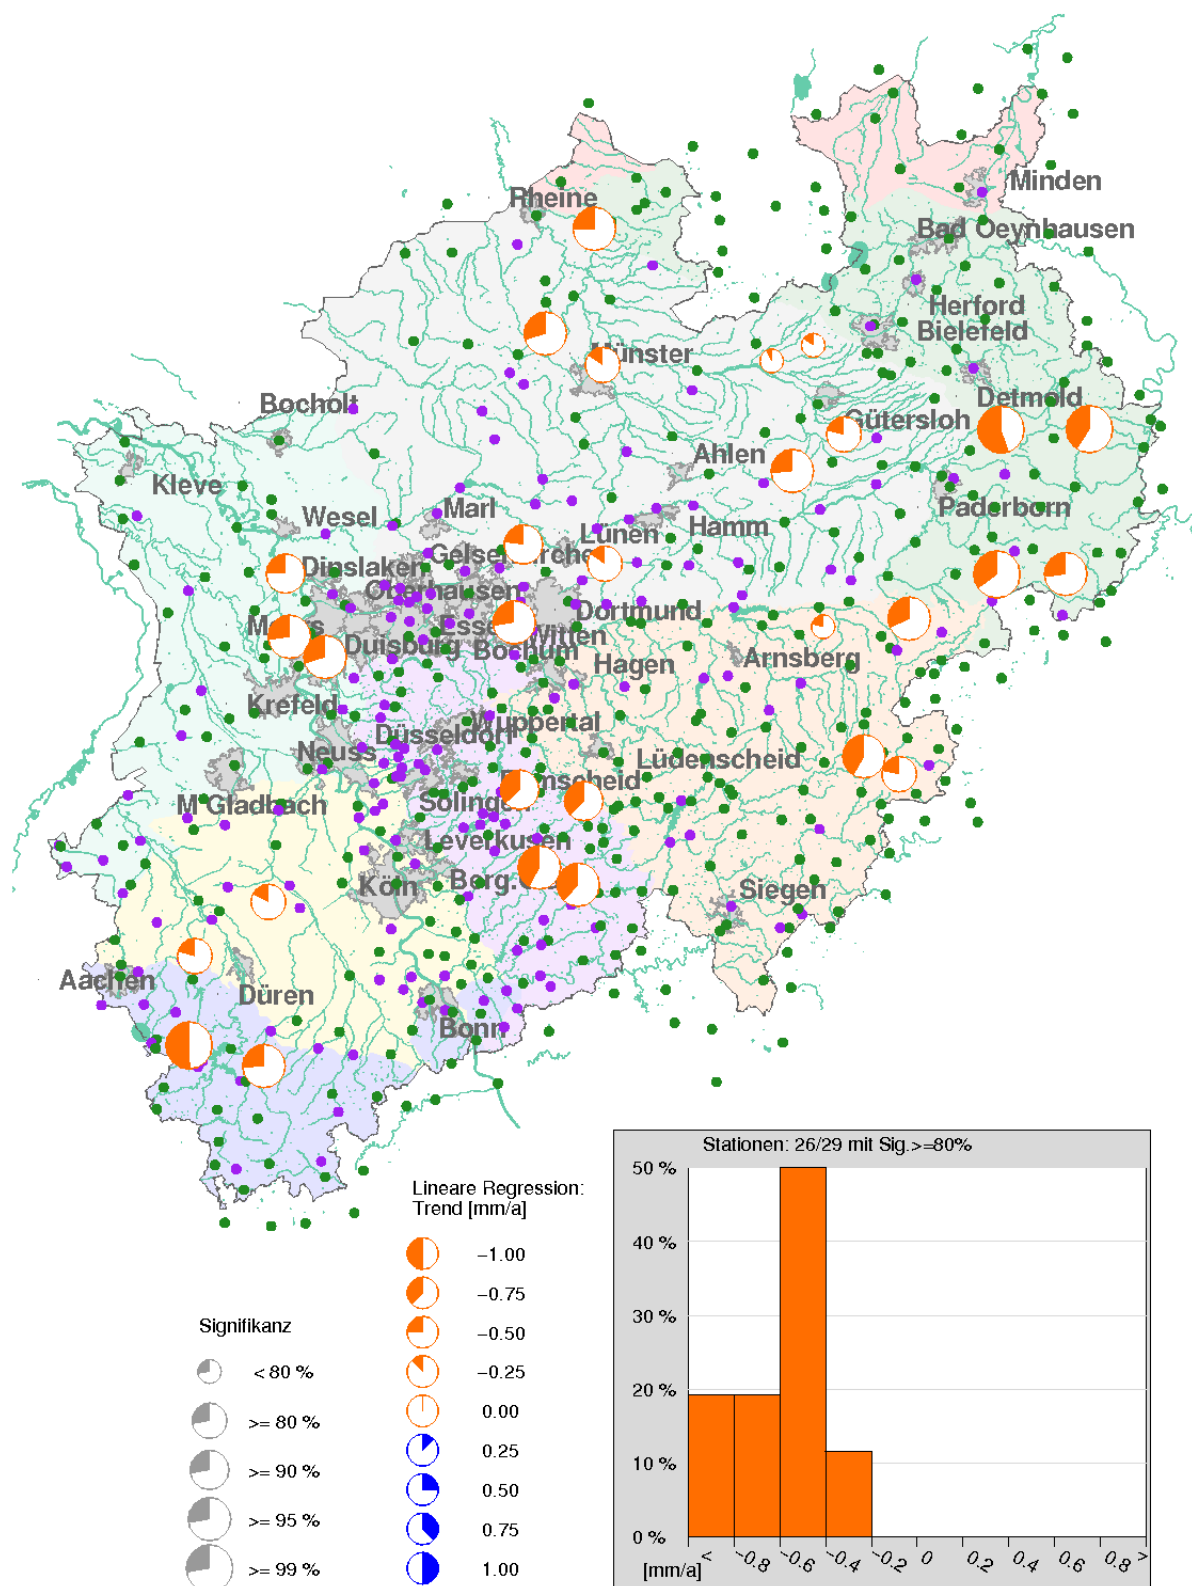 Minden
Rheine
Bad Oeynhausen
Herford
Bielefeld
Münster
Bocholt
Detmold
Gütersloh
Ahlen
Kleve
Paderborn
Wesel
Marl
Hamm
Lünen
Dinslaken
Oberhausen
Dortmund
Witten
Duisburg
Bochum
Hagen
Arnsberg
Krefeld
Wuppertal
Düsseldorf
Neuss
Lüdenscheid
M Gladbach
Leverkusen
Köln
Berg.
Siegen
Aachen
Düren
Bonn
Stationen: 26/29 mit Sig.>=80%
50 %
40 %
30 %
20 %
10 %
0 %
[mm/a]
< −0.8 −0.6 −0.4 −0.2 0 0.2 0.4 0.6 0.8 >
Lineare Regression:
Trend [mm/a]
−1.00
−0.75
−0.50
−0.25
0.00
0.25
0.50
0.75
1.00
Signifikanz
< 80 %
>= 80 %
>= 90 %
>= 95 %
>= 99 %